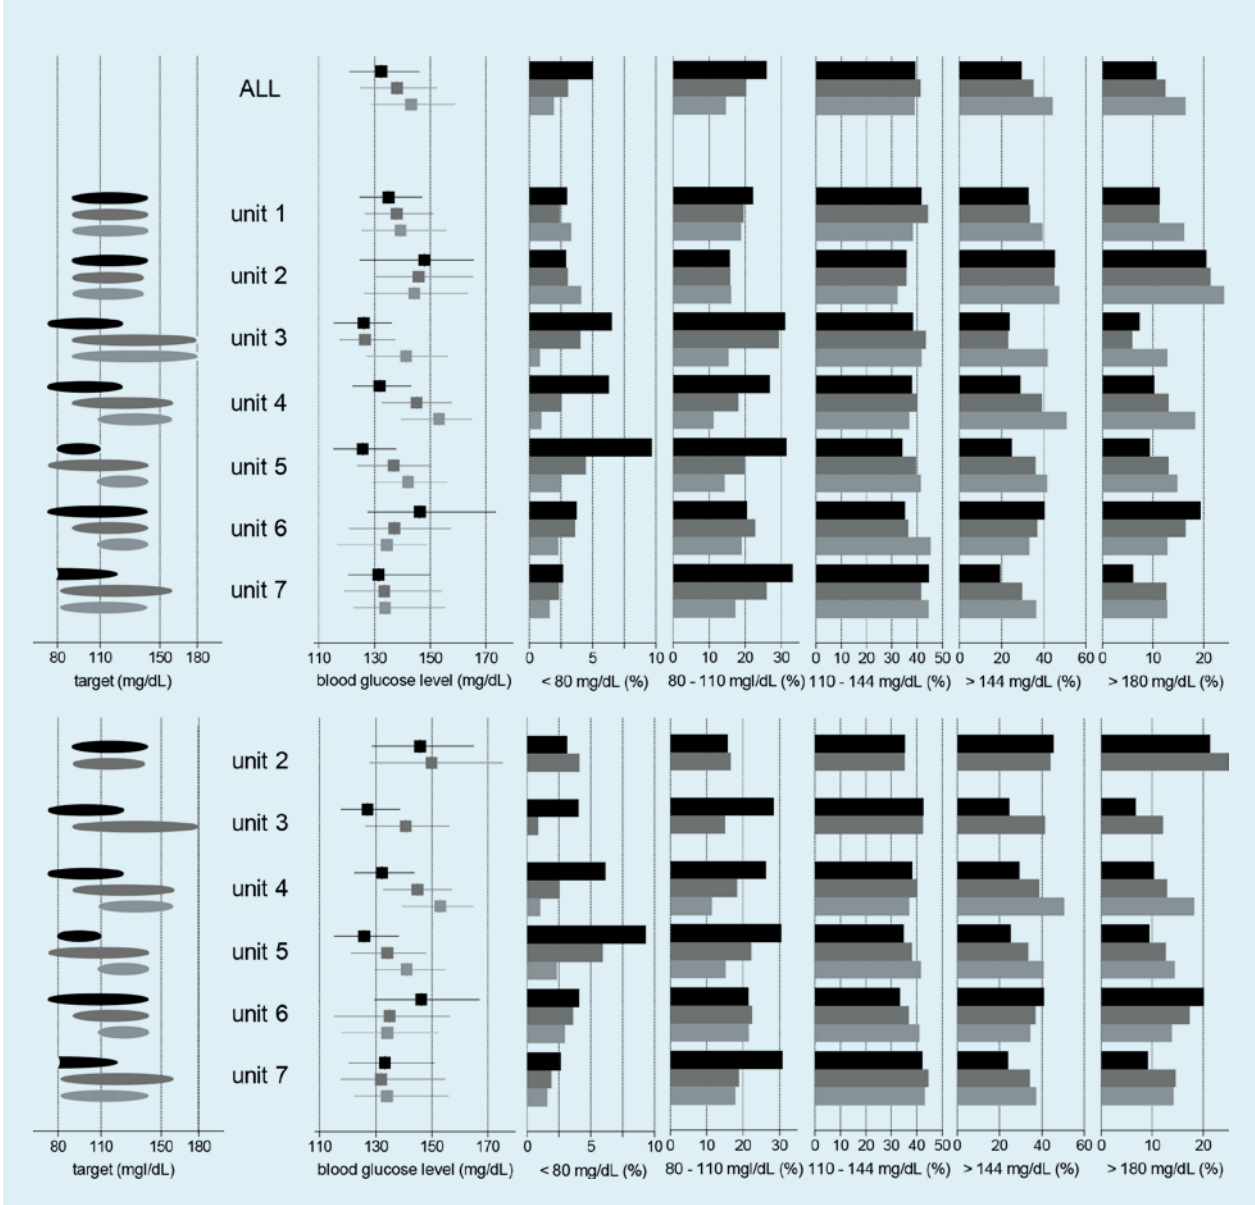 ALL
unit 1
unit 2
unit 3
unit 4
unit 5
unit 6
unit 7
80 110 150 180 110 130 150 170 0 5 10 0 10 20 30 0 10 20 30 40 50 0 20 40 60 0 10 20
target (mg/dL) blood glucose level (mg/dL) < 80 mg/dL (%) 80 - 110 mgl/dL (%) 110 - 144 mg/dL (%) > 144 mg/dL (%) > 180 mg/dL (%)
unit 2
unit 3
unit 4
unit 5
unit 6
unit 7
80 110 150 180 110 130 150 170 0 5 10 0 10 20 30 0 10 20 30 40 50 0 20 40 60 0 10 20
target (mgl/dL) blood glucose level (mg/dL) < 80 mg/dL (%) 80 - 110 mgl/dL (%) 110 - 144 mg/dL (%) > 144 mg/dL (%) > 180 mg/dL (%)